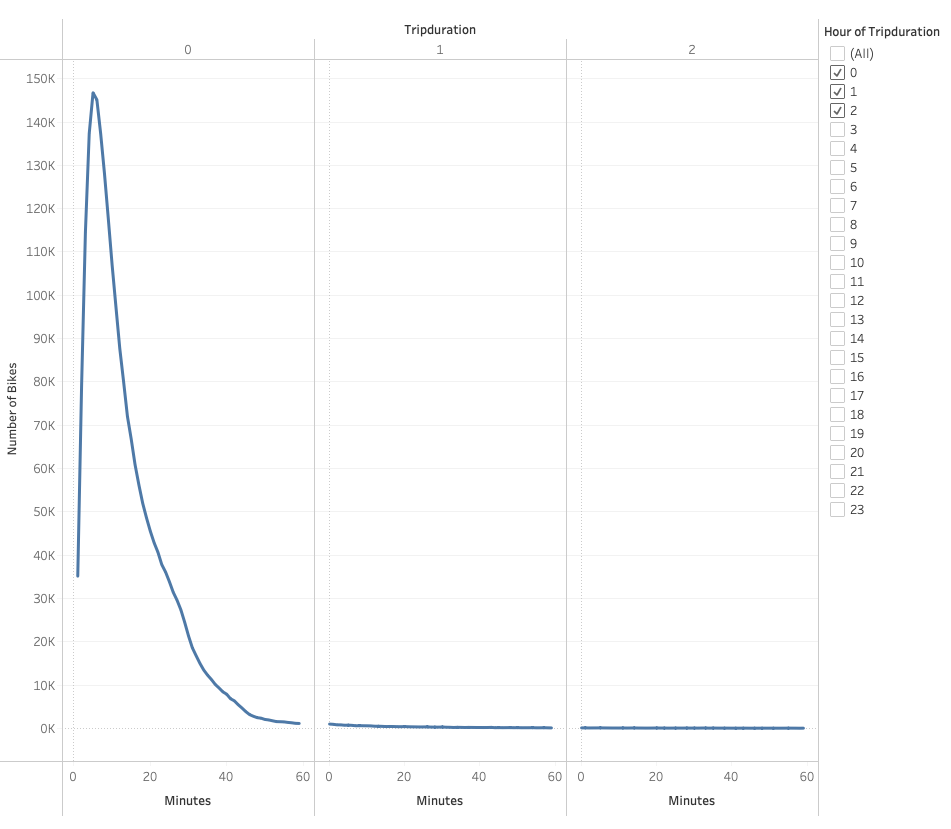 Tripduration
0 1 2
150K
140K
130K
120K
110K
100K
90K
80K
70K
60K
50K
40K
30K
20K
10K
0K
Number of Bikes
0 20 40 60 0 20 40 60 0 20 40 60
Minutes Minutes Minutes
Hour of Tripduration
(All)
0
1
2
3
4
5
6
7
8
9
10
11
12
13
14
15
16
17
18
19
20
21
22
23